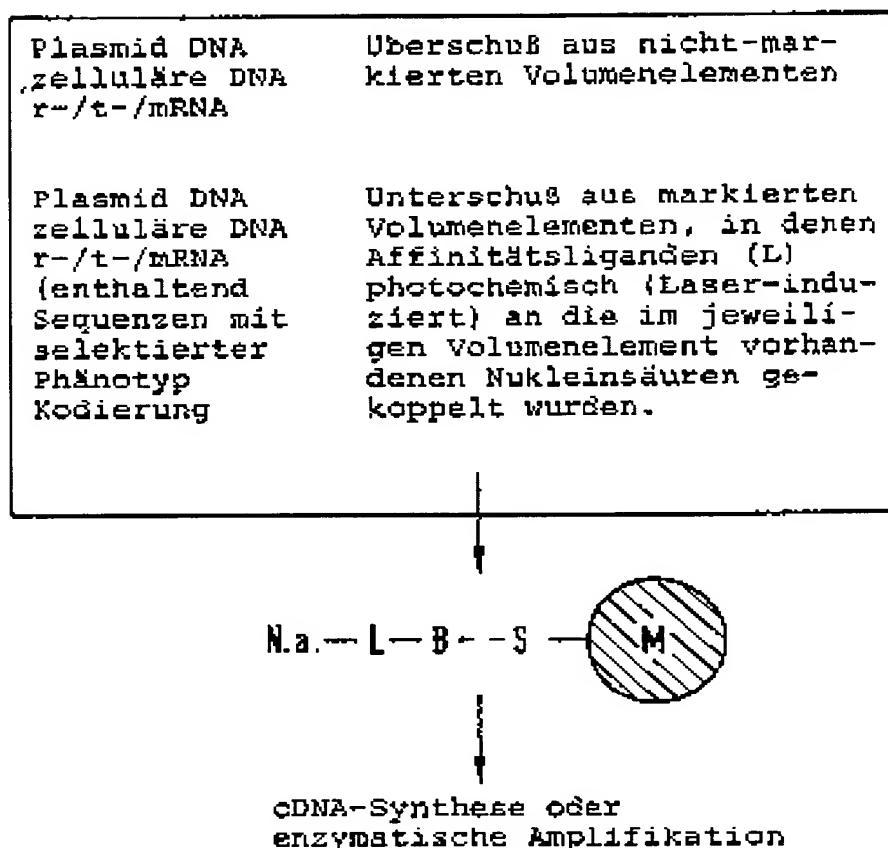 Plasmid DNA Überschuß aus nicht-mar-
zelluläre DNA kierten Volumenelementen
r-/t-/mRNA
Plasmid DNA Unterschuß aus markierten
zelluläre DNA Volumenelementen, in denen
r-/t-/mRNA Affinitätsliganden (L)
(enthaltend photochemisch (Laser-indu-
Sequenzen mit ziert) an die im jeweili-
selektierter gen Volumenelement vorhan-
Phänotyp denen Nukleinsäuren ge-
Kodierung koppelt wurden.
N.a.— L — B - - S — M
cDNA-Synthese oder
enzymatische Amplifikation